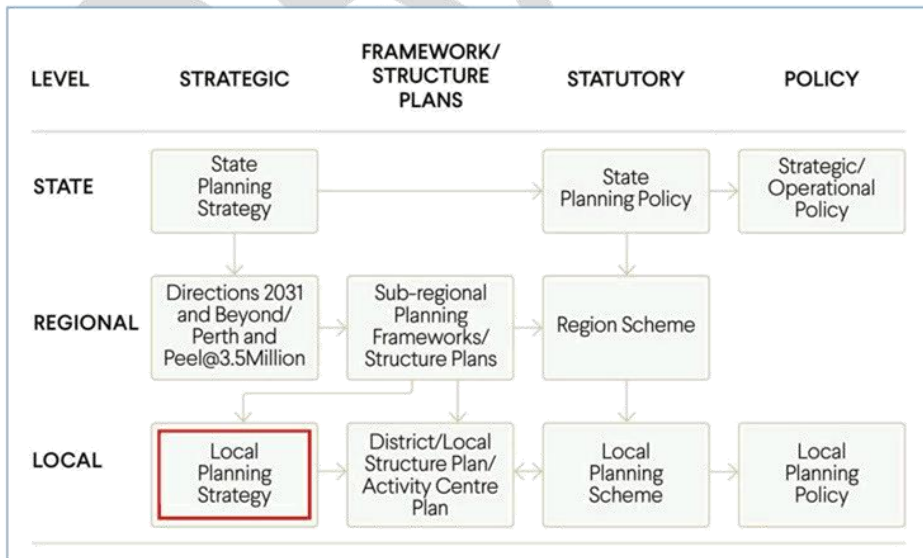 LEVEL
STRATEGIC
FRAMEWORK/
STRUCTURE
PLANS
STATUTORY
POLICY
STATE
State
Planning
Strategy
State
Planning Policy
Strategic/
Operational
Policy
REGIONAL
Directions 2031
and Beyond/
Perth and
Peel@3.5Million
Sub-regional
Planning
Frameworks/
Structure Plans
Region Scheme
LOCAL
Local
Planning
Strategy
District/Local
Structure Plan/
Activity Centre
Plan
Local
Planning
Scheme
Local
Planning
Policy